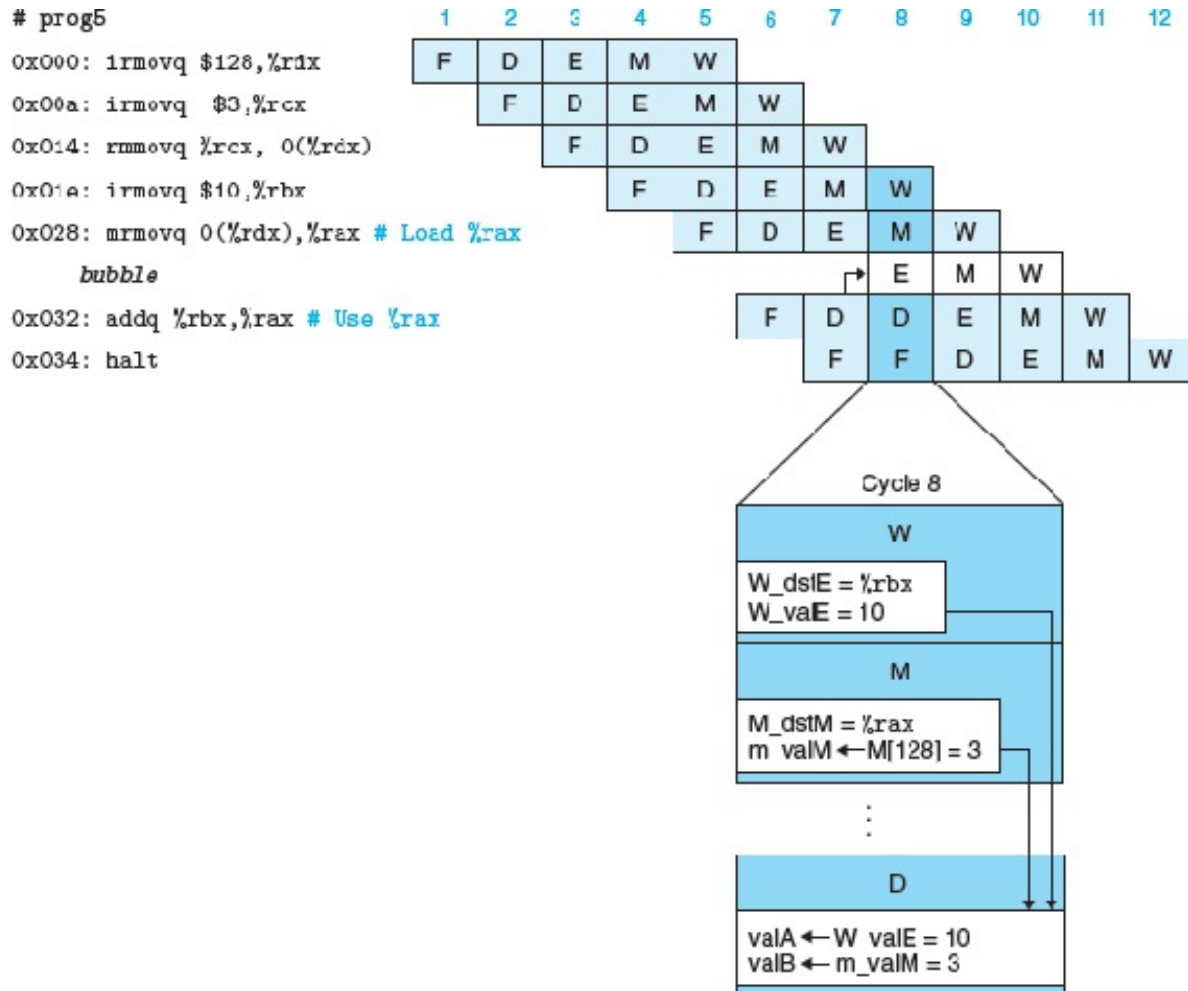 # prog5 1 2 3 4 5 6 7 8 9 10 11 12
0x000: irmovq $128,%rdx F D E M W
0x00a: irmovq $3,%rcx F D E M W
0x014: rmmovq %rcx, 0(%rdx) F D E M W
0x01e: irmovq $10,%rbx F D E M W
0x028: mrmovq 0(%rdx),%rax # Load %rax F D E M W
bubble E M W
0x032: addq %rbx,%rax # Use %rax F D D E M W
0x034: halt F F D E M W
Cycle 8
W
W_dstE = %rbx
W_valE = 10
M
M_dstM = %rax
m_valM ← M[128] = 3
⋮
D
valA ← W_valE = 10
valB ← m_valM = 3